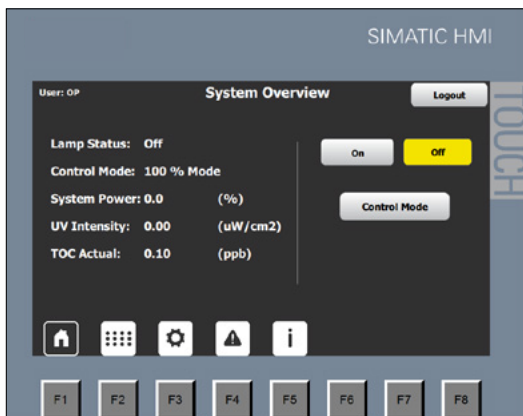 SIMATIC HMI
TOUCH
User: OP System Overview Logout
Lamp Status: Off
On Off
Control Mode: 100 % Mode
System Power: 0.0 (%)
Control Mode
UV Intensity: 0.00 (uW/cm2)
TOC Actual: 0.10 (ppb)
i
F1 F2 F3 F4 F5 F6 F7 F8